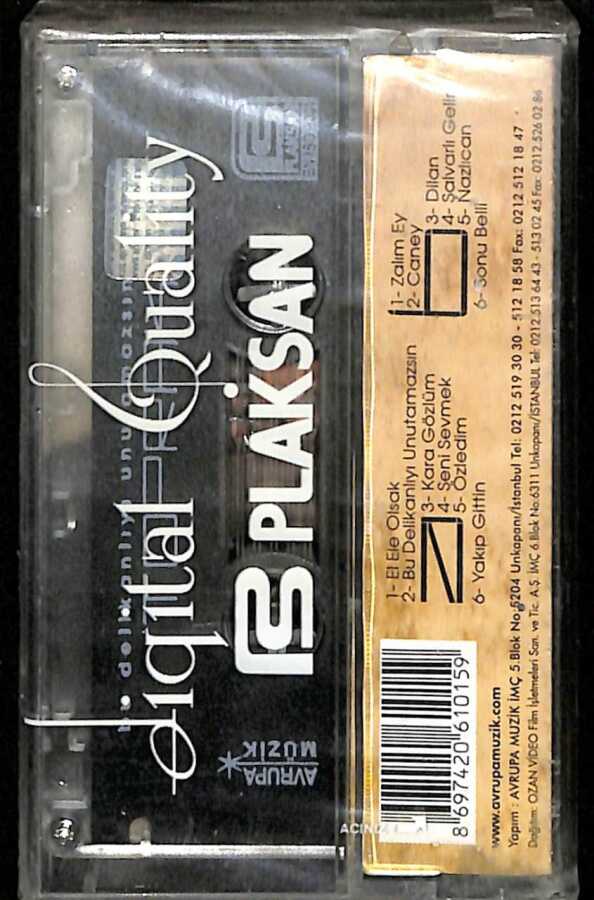 Digital Quality
PLAKSAN
bu delikanlıyı unutamazsın
AVRUPA
MÜZİK
1- El Ele Olsak
2- Bu Delikanlıyı Unutamazsın
3- Kara Gözlüm
4- Seni Sevmek
5- Özledim
6- Yakıp Gittin
1- Zalim Ey
2- Caney
3- Dilan
4- Şalvarlı Gelin
5- Nazlıcan
6- Sonu Belli
8 697420 610159
www.avrupamuzik.com
Yapım : AVRUPA MÜZİK İMÇ 5.Blok No:5204 Unkapanı/İstanbul Tel: 0212 519 30 30 - 512 18 58 Fax: 0212 512 18 47
Dağıtım: OZAN VİDEO Film İşletmeleri San. ve Tic. A.Ş. İMÇ 6.Blok No:6311 Unkapanı/İSTANBUL Tel: 0212 513 64 43 - 513 02 45 Fax: 0212 526 02 86